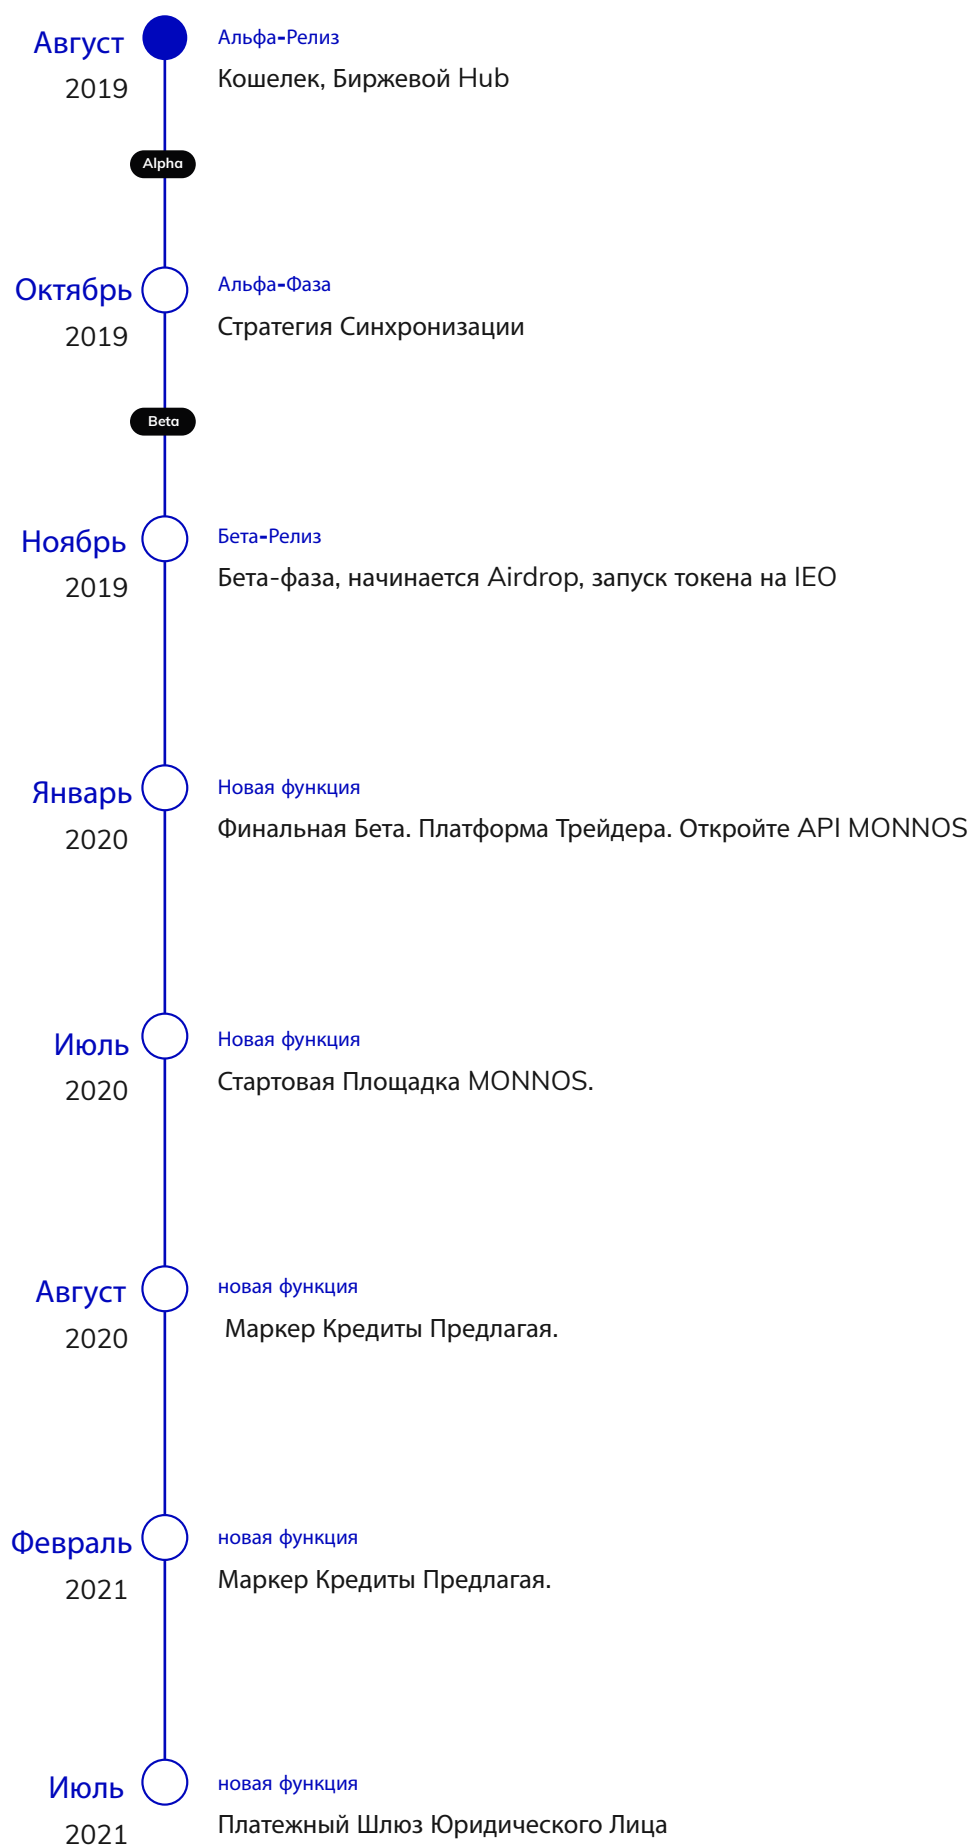 Август
2019
Альфа-Релиз
Кошелек, Биржевой Hub
Alpha
Октябрь
2019
Альфа-Фаза
Стратегия Синхронизации
Beta
Ноябрь
2019
Бета-Релиз
Бета-фаза, начинается Airdrop, запуск токена на IEO
Январь
2020
Новая функция
Финальная Бета. Платформа Трейдера. Откройте API MONNOS
Июль
2020
Новая функция
Стартовая Площадка MONNOS.
Август
2020
новая функция
Маркер Кредиты Предлагая.
Февраль
2021
новая функция
Маркер Кредиты Предлагая.
Июль
2021
новая функция
Платежный Шлюз Юридического Лица